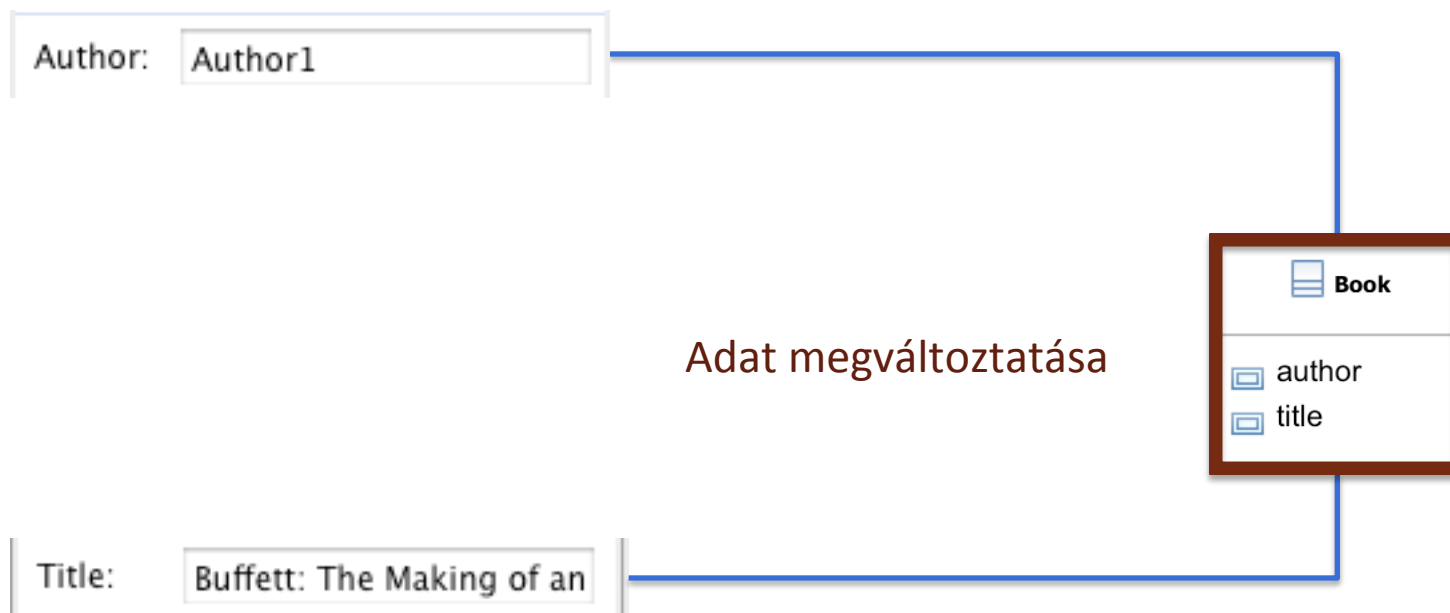 Author: Author1
Book
Adat megváltoztatása
author
title
Title: Buffett: The Making of an